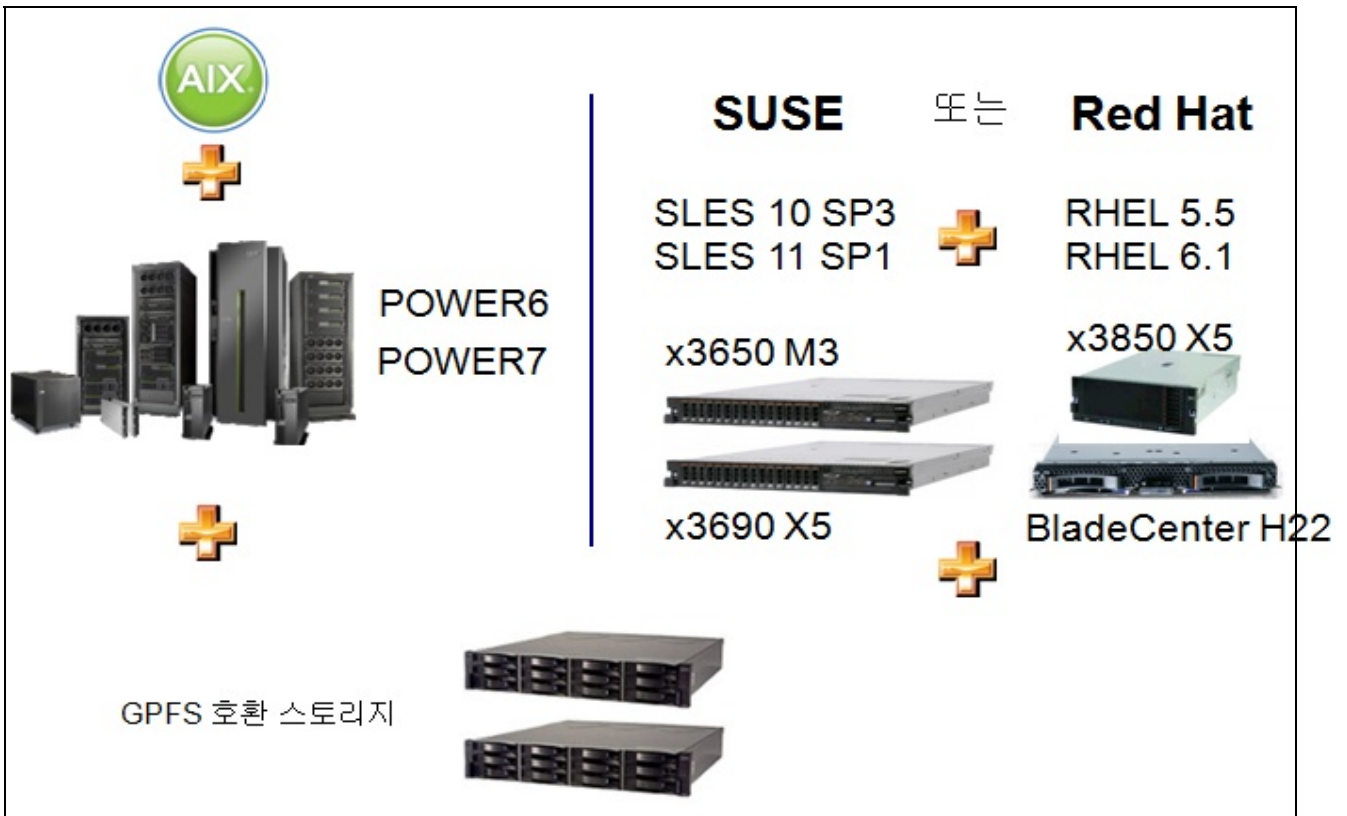 AIX
POWER6
POWER7
SUSE 또는 Red Hat
SLES 10 SP3
SLES 11 SP1
RHEL 5.5
RHEL 6.1
x3650 M3
x3850 X5
x3690 X5
BladeCenter H22
GPFS 호환 스토리지